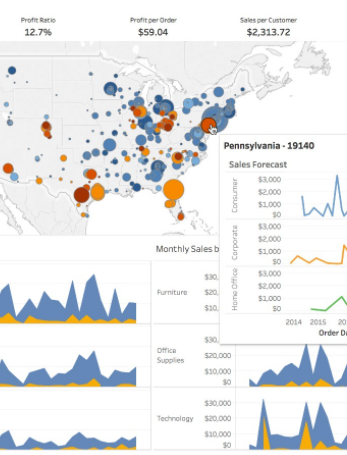 Profit Ratio Profit per Order Sales per Customer
12.7% $59.04 $2,313.72
Pennsylvania - 19140
Sales Forecast
Consumer
$3,000
$2,000
$1,000
$0
Corporate
$3,000
$2,000
$1,000
$0
Home Office
$3,000
$2,000
$1,000
$0
2014 2015 20
Order Da
Monthly Sales b
Furniture
$30,
$20,
$10,
Office
Supplies
$30,
$20,000
$10,000
$0
Technology
$30,000
$20,000
$10,000
$0